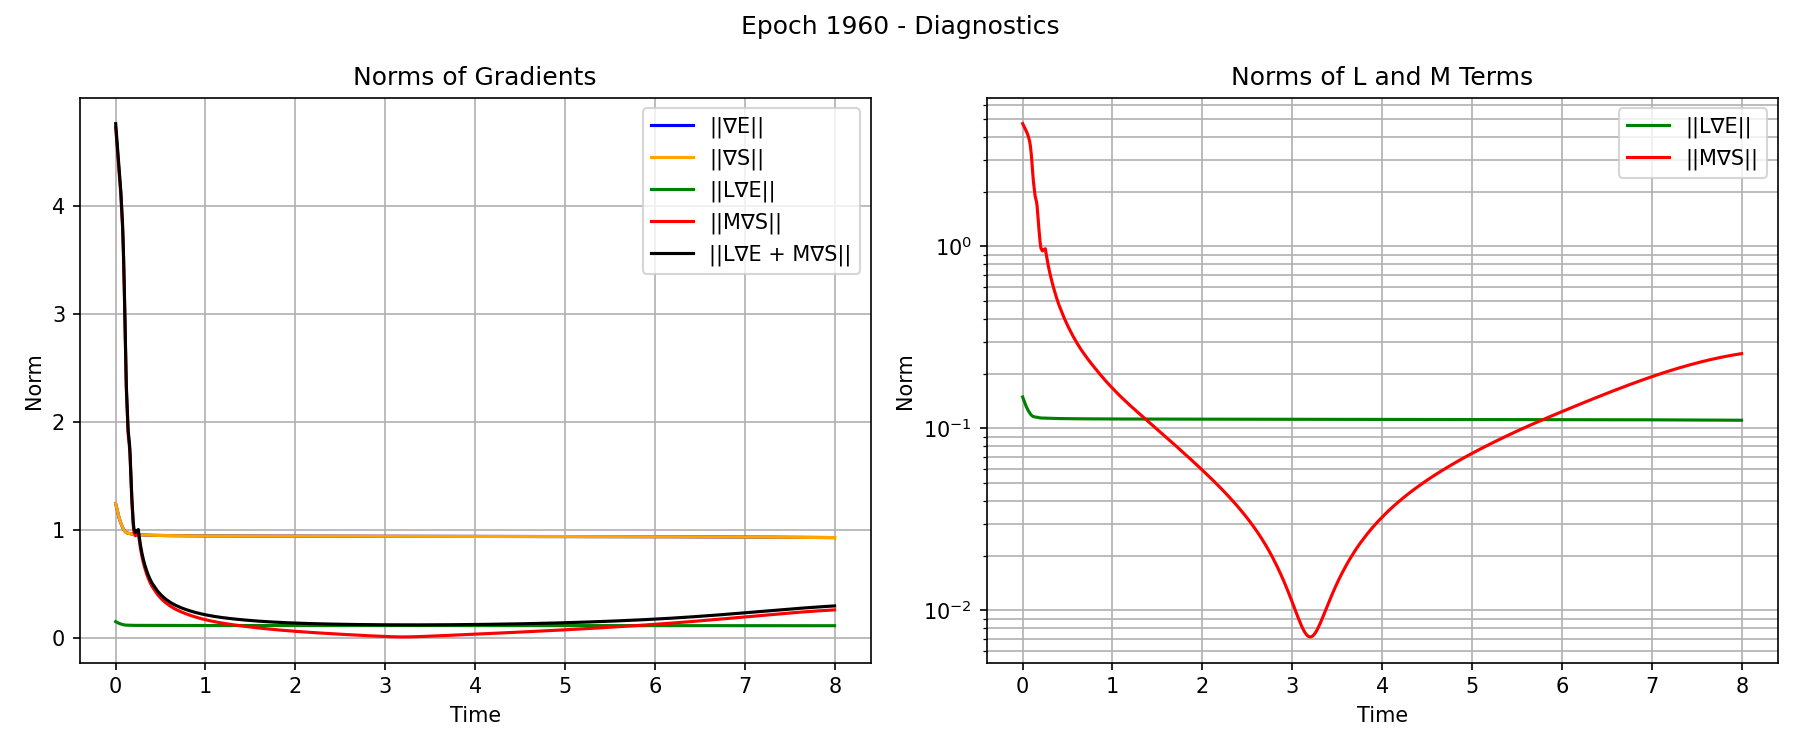 Epoch 1960 - Diagnostics
Norms of Gradients
Norm
4
3
2
1
0
||∇E||
||∇S||
||L∇E||
||M∇S||
||L∇E + M∇S||
0 1 2 3 4 5 6 7 8
Time
Norms of L and M Terms
Norm
10⁰
10⁻¹
10⁻²
||L∇E||
||M∇S||
0 1 2 3 4 5 6 7 8
Time